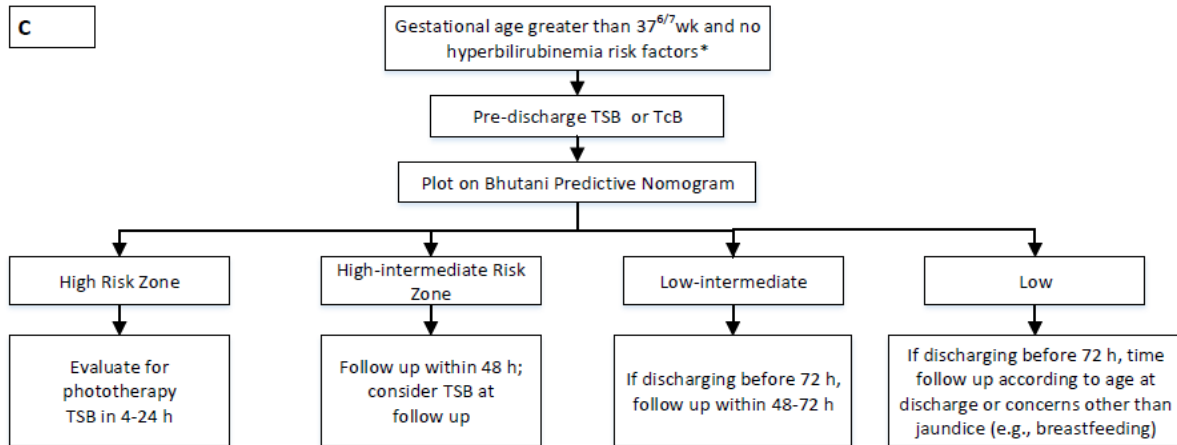 C
Gestational age greater than 37^6/7 wk and no
hyperbilirubinemia risk factors*
Pre-discharge TSB or TcB
Plot on Bhutani Predictive Nomogram
High Risk Zone
High-intermediate Risk
Zone
Low-intermediate
Low
Evaluate for
phototherapy
TSB in 4-24 h
Follow up within 48 h;
consider TSB at
follow up
If discharging before 72 h,
follow up within 48-72 h
If discharging before 72 h, time
follow up according to age at
discharge or concerns other than
jaundice (e.g., breastfeeding)